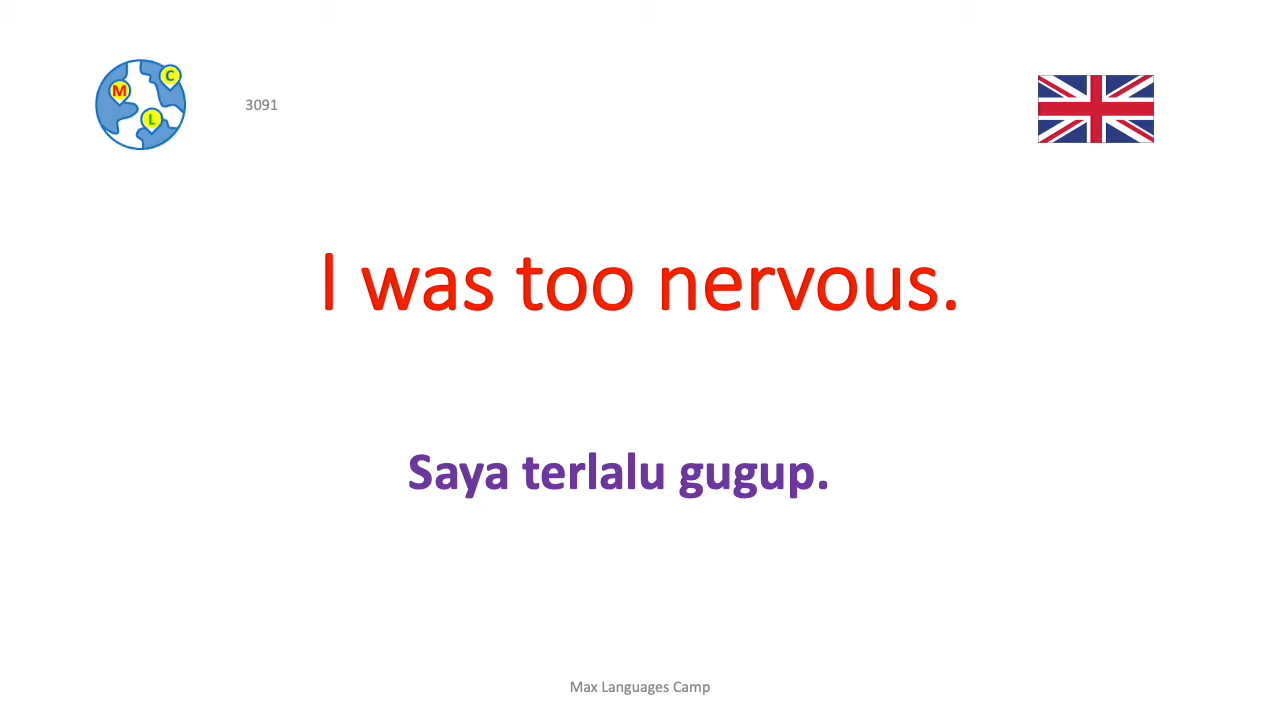 M
C
L
3091
I was too nervous.
Saya terlalu gugup.
Max Languages Camp